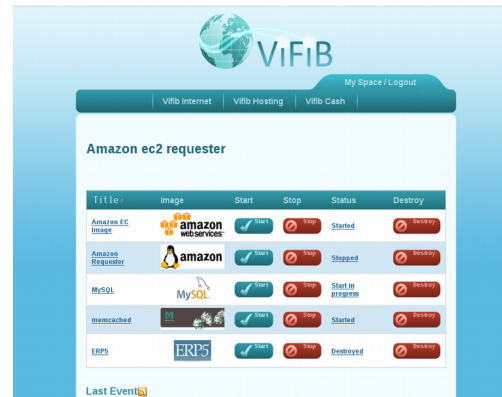 ViFiB
My Space / Logout
Vifib Internet Vifib Hosting Vifib Cash
Amazon ec2 requester
Title Image Start Stop Status Destroy
Amazon EC
Image
amazon
webservices
Start Stop Started Destroy
Amazon
Requester
amazon
Start Stop Stopped Destroy
MySQL
MySQL
Start Stop Start in
progress
Destroy
memcached
M
Start Stop Started Destroy
ERP5 ERP5 Start Stop Destroyed Destroy
Last Event